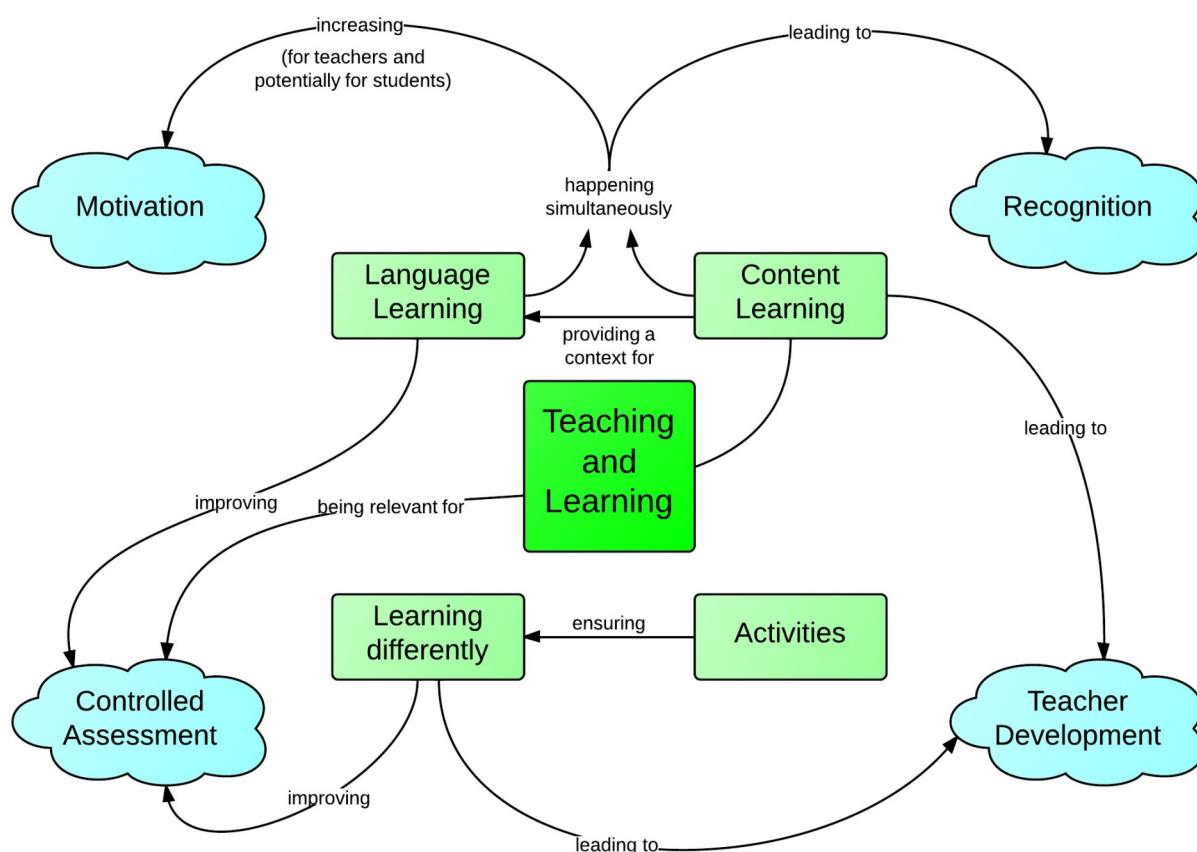 increasing
(for teachers and
potentially for students)
leading to
Motivation
Recognition
happening
simultaneously
Language
Learning
Content
Learning
providing a
context for
Teaching
and
Learning
leading to
improving
being relevant for
Learning
differently
ensuring
Activities
Controlled
Assessment
Teacher
Development
improving
leading to